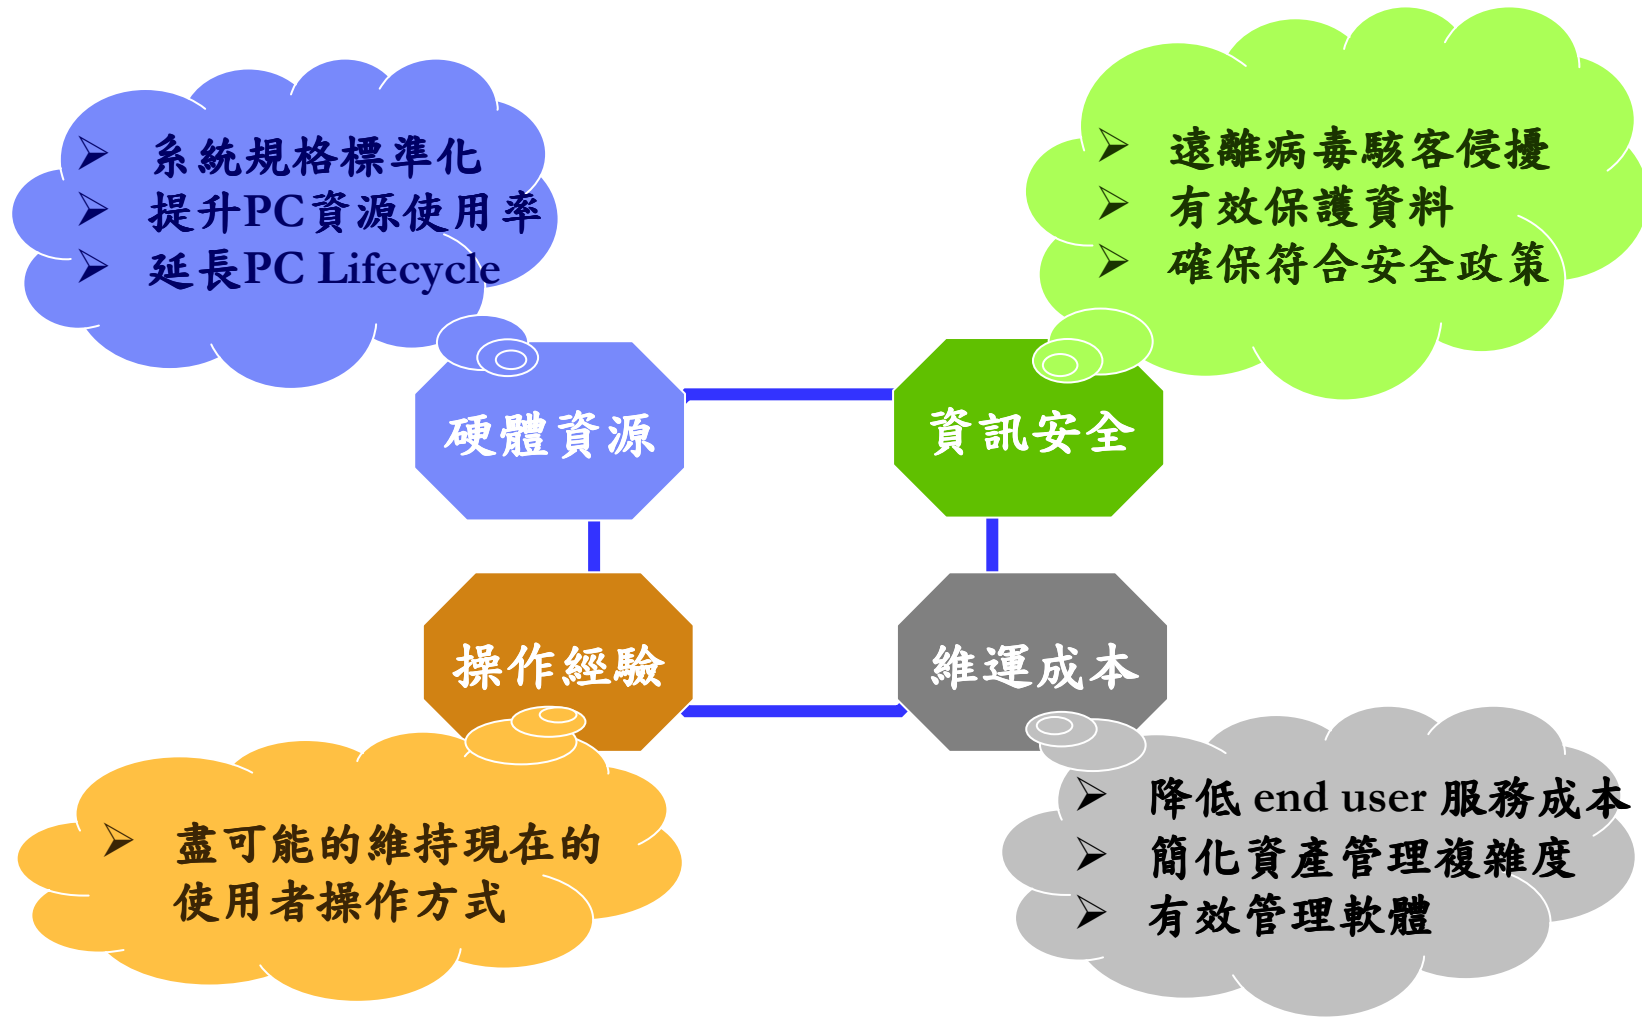 系統規格標準化
提升PC資源使用率
延長PC Lifecycle
遠離病毒駭客侵擾
有效保護資料
確保符合安全政策
硬體資源
資訊安全
操作經驗
維運成本
盡可能的維持現在的
使用者操作方式
降低 end user 服務成本
簡化資產管理複雜度
有效管理軟體